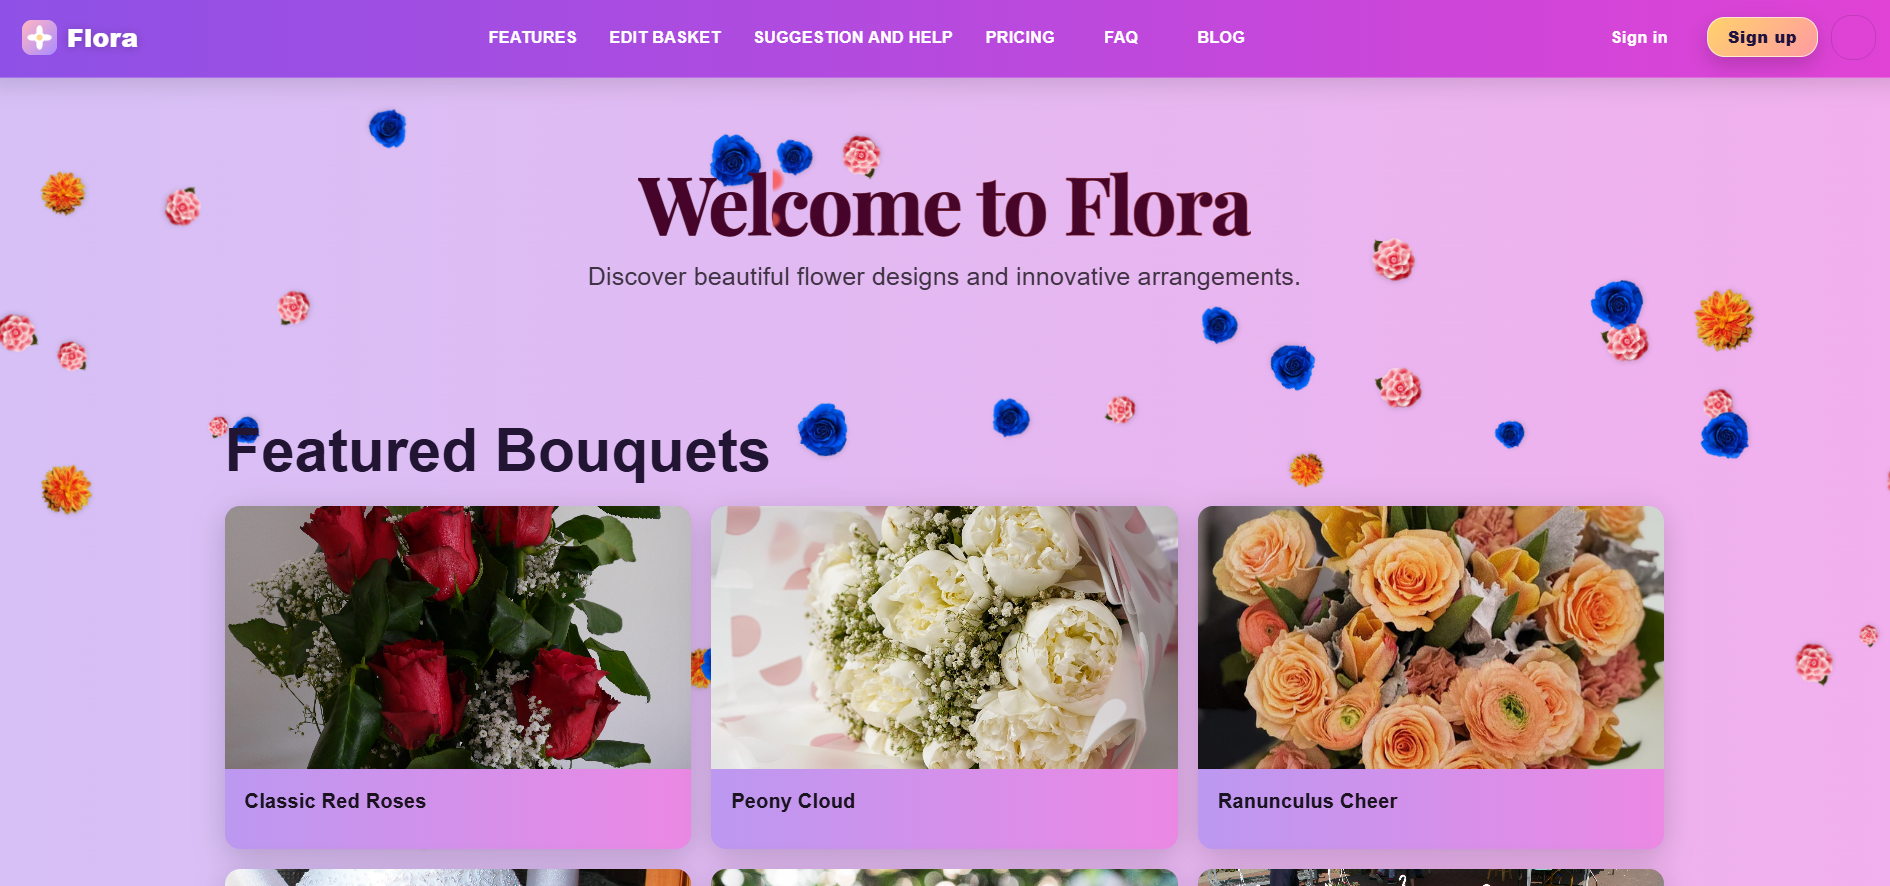 Flora
FEATURES
EDIT BASKET
SUGGESTION AND HELP
PRICING
FAQ
BLOG
Sign in
Sign up
Welcome to Flora
Discover beautiful flower designs and innovative arrangements.
Featured Bouquets
Classic Red Roses
Peony Cloud
Ranunculus Cheer